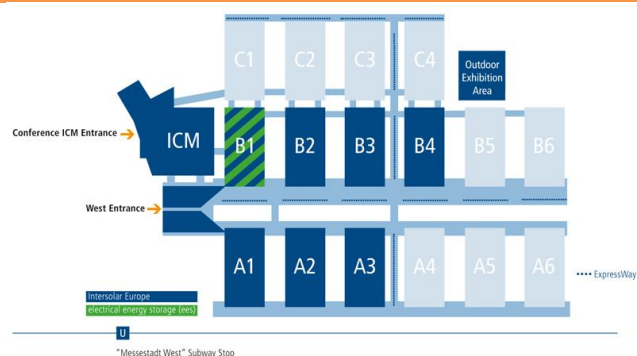 C1 C2 C3 C4
Outdoor
Exhibition
Area
Conference ICM Entrance
ICM
B1 B2 B3 B4 B5 B6
West Entrance
A1 A2 A3 A4 A5 A6
ExpressWay
Intersolar Europe
electrical energy storage (ees)
U
"Messestadt West" Subway Stop